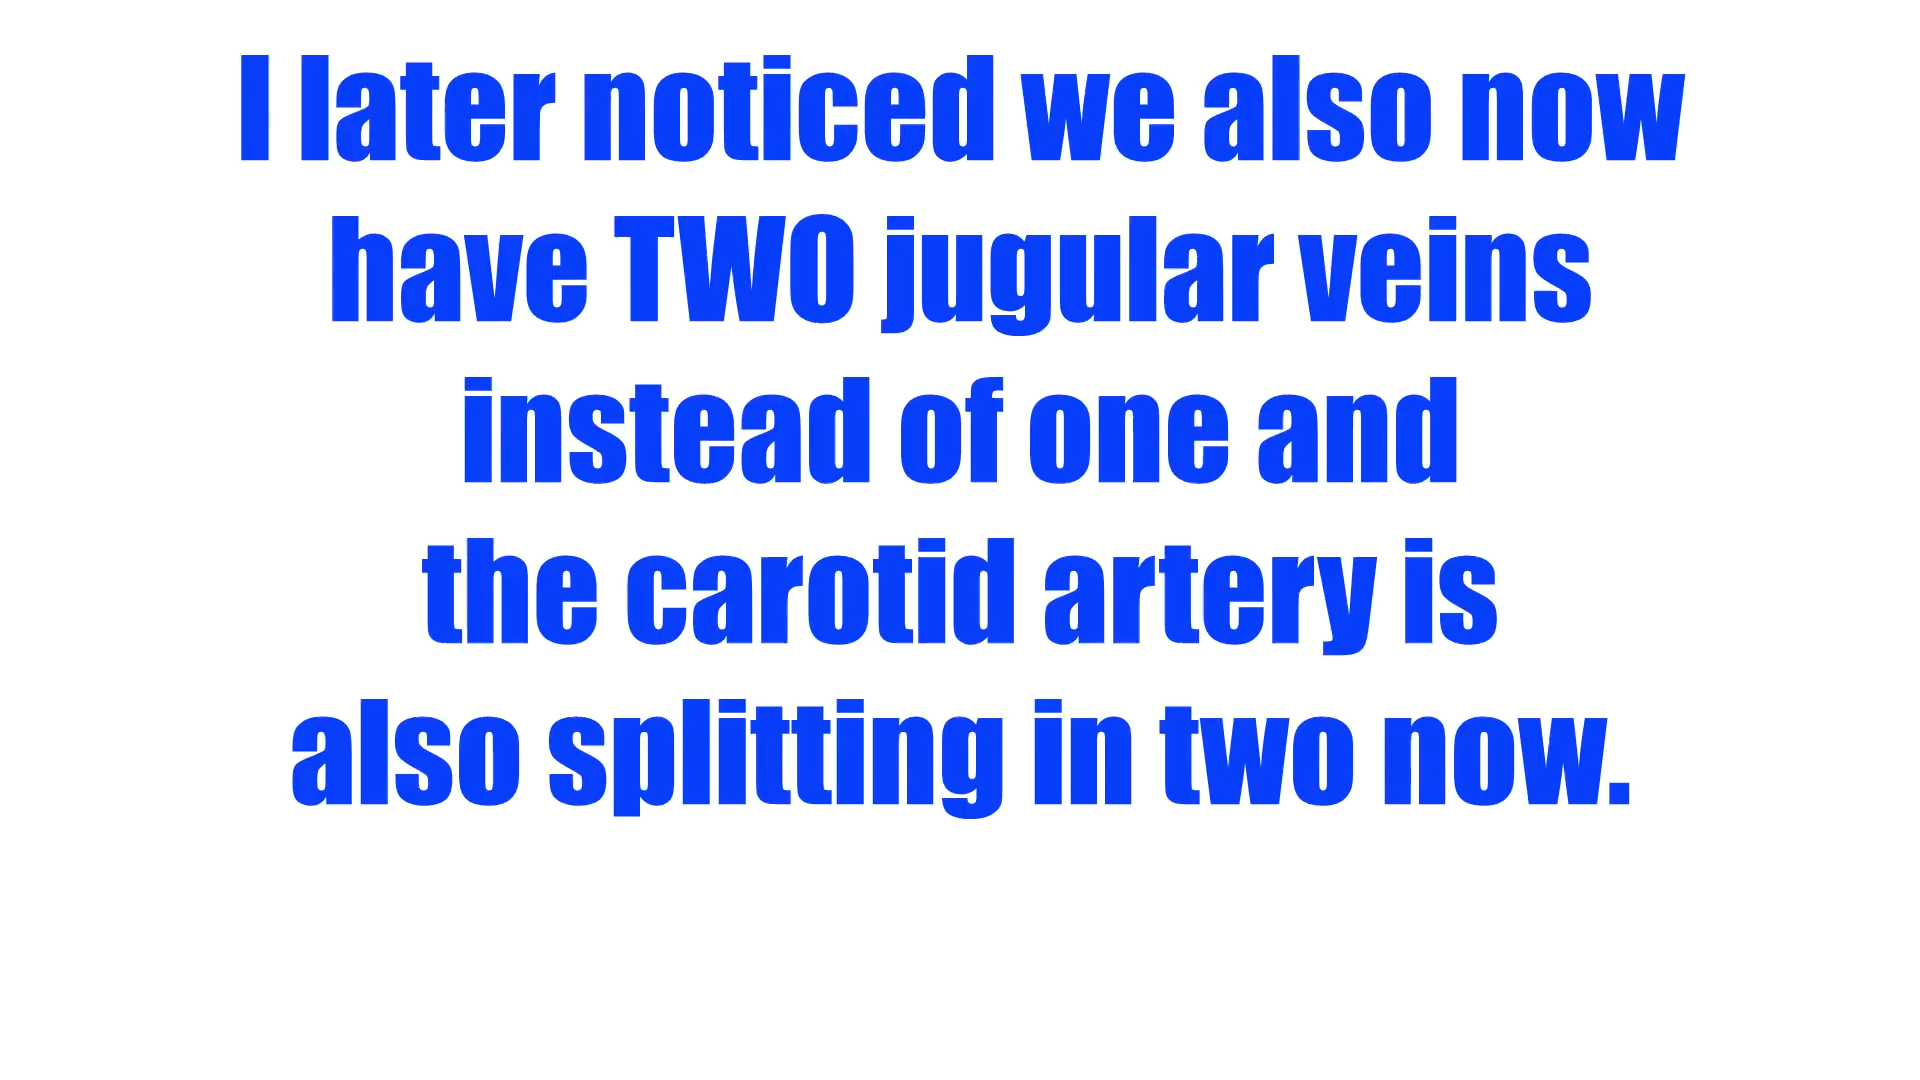 I later noticed we also now
have TWO jugular veins
instead of one and
the carotid artery is
also splitting in two now.